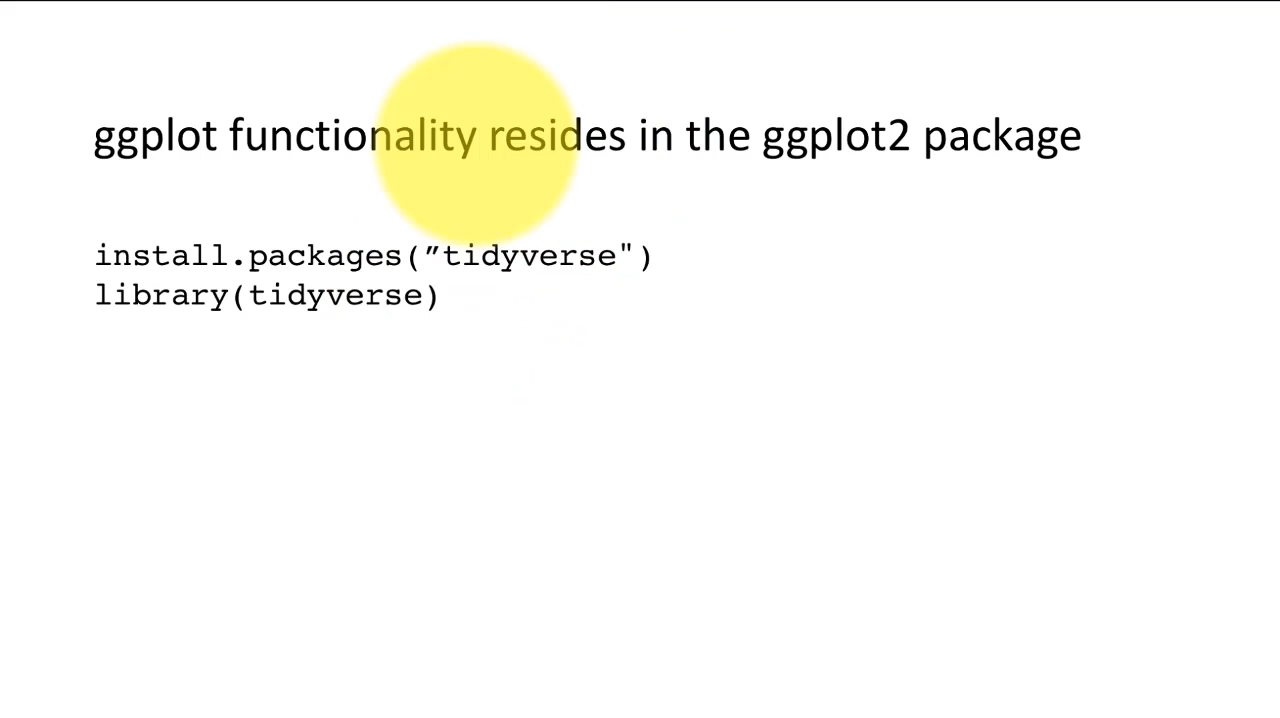 ggplot functionality resides in the ggplot2 package
install.packages(”tidyverse")
library(tidyverse)